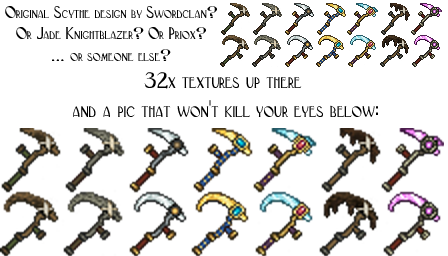 Original Scythe design by Swordclan?
Or Jade Knightblazer? Or Priox?
... or someone else?
32x textures up there
and a pic that won't kill your eyes below: